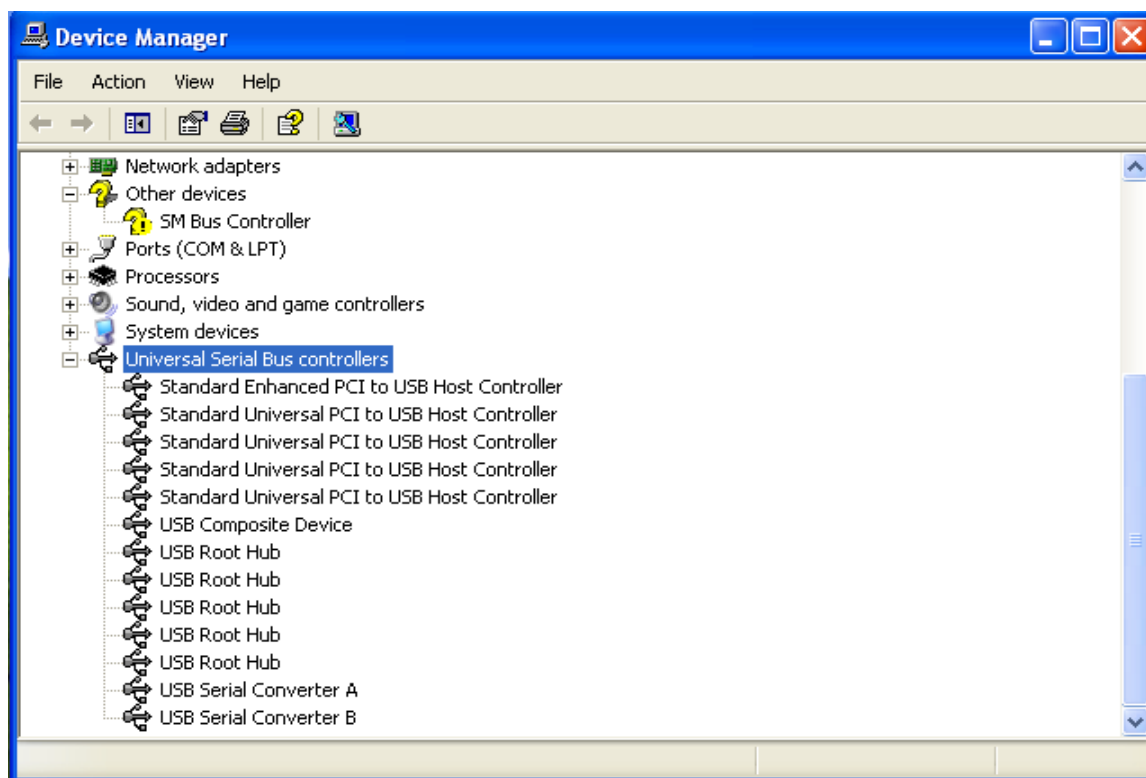 Device Manager
File Action View Help
Network adapters
Other devices
SM Bus Controller
Ports (COM & LPT)
Processors
Sound, video and game controllers
System devices
Universal Serial Bus controllers
Standard Enhanced PCI to USB Host Controller
Standard Universal PCI to USB Host Controller
Standard Universal PCI to USB Host Controller
Standard Universal PCI to USB Host Controller
Standard Universal PCI to USB Host Controller
USB Composite Device
USB Root Hub
USB Root Hub
USB Root Hub
USB Root Hub
USB Root Hub
USB Serial Converter A
USB Serial Converter B